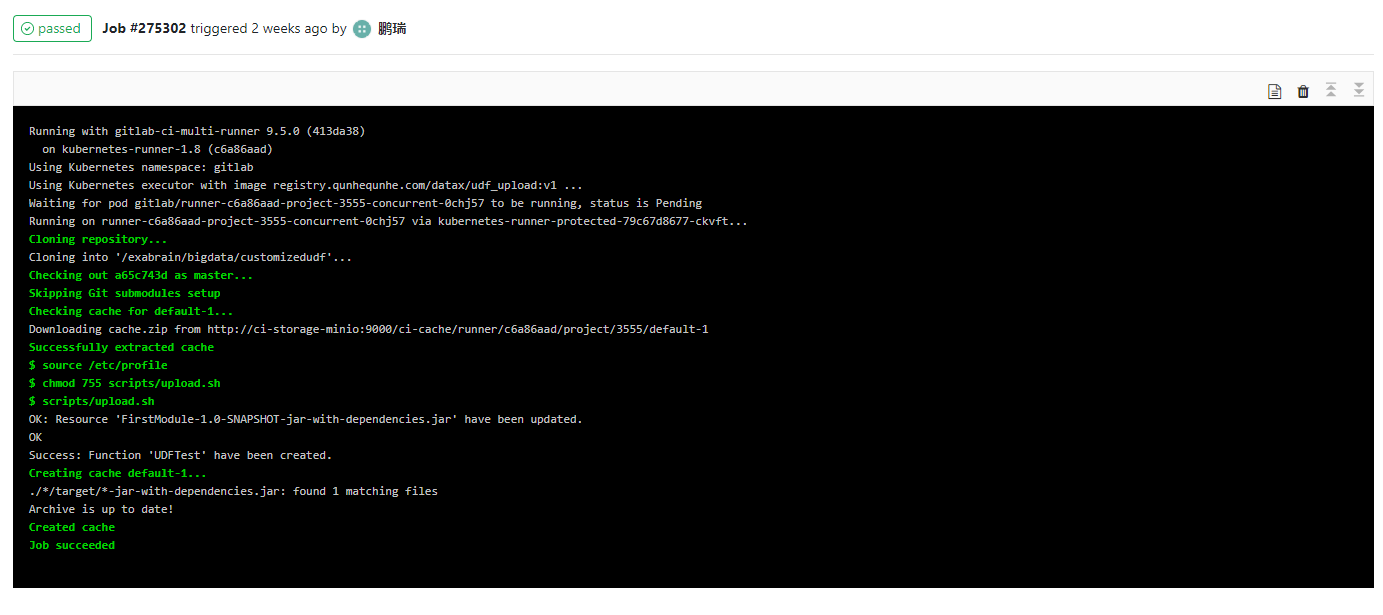 passed Job #275302 triggered 2 weeks ago by 鹏瑞
Running with gitlab-ci-multi-runner 9.5.0 (413da38)
on kubernetes-runner-1.8 (c6a86aad)
Using Kubernetes namespace: gitlab
Using Kubernetes executor with image registry.qunhequnhe.com/datax/udf_upload:v1 ...
Waiting for pod gitlab/runner-c6a86aad-project-3555-concurrent-0chj57 to be running, status is Pending
Running on runner-c6a86aad-project-3555-concurrent-0chj57 via kubernetes-runner-protected-79c67d8677-ckvft...
Cloning repository...
Cloning into '/exabrain/bigdata/customizedudf'...
Checking out a65c743d as master...
Skipping Git submodules setup
Checking cache for default-1...
Downloading cache.zip from http://ci-storage-minio:9000/ci-cache/runner/c6a86aad/project/3555/default-1
Successfully extracted cache
$ source /etc/profile
$ chmod 755 scripts/upload.sh
$ scripts/upload.sh
OK: Resource 'FirstModule-1.0-SNAPSHOT-jar-with-dependencies.jar' have been updated.
OK
Success: Function 'UDFTest' have been created.
Creating cache default-1...
./*/target/*-jar-with-dependencies.jar: found 1 matching files
Archive is up to date!
Created cache
Job succeeded